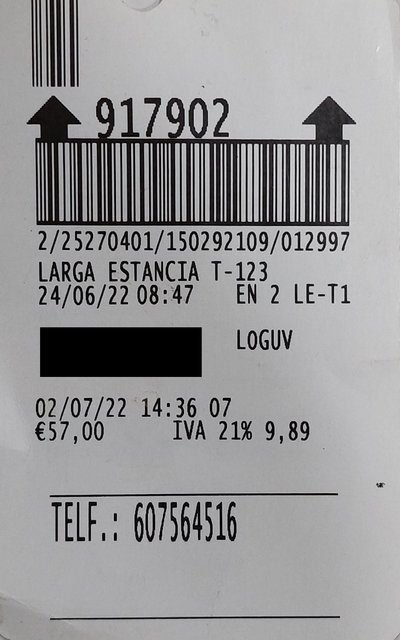 917902
2/25270401/150292109/012997
LARGA ESTANCIA T-123
24/06/22 08:47 EN 2 LE-T1
LOGUV
02/07/22 14:36 07
€57,00 IVA 21% 9,89
TELF.: 607564516